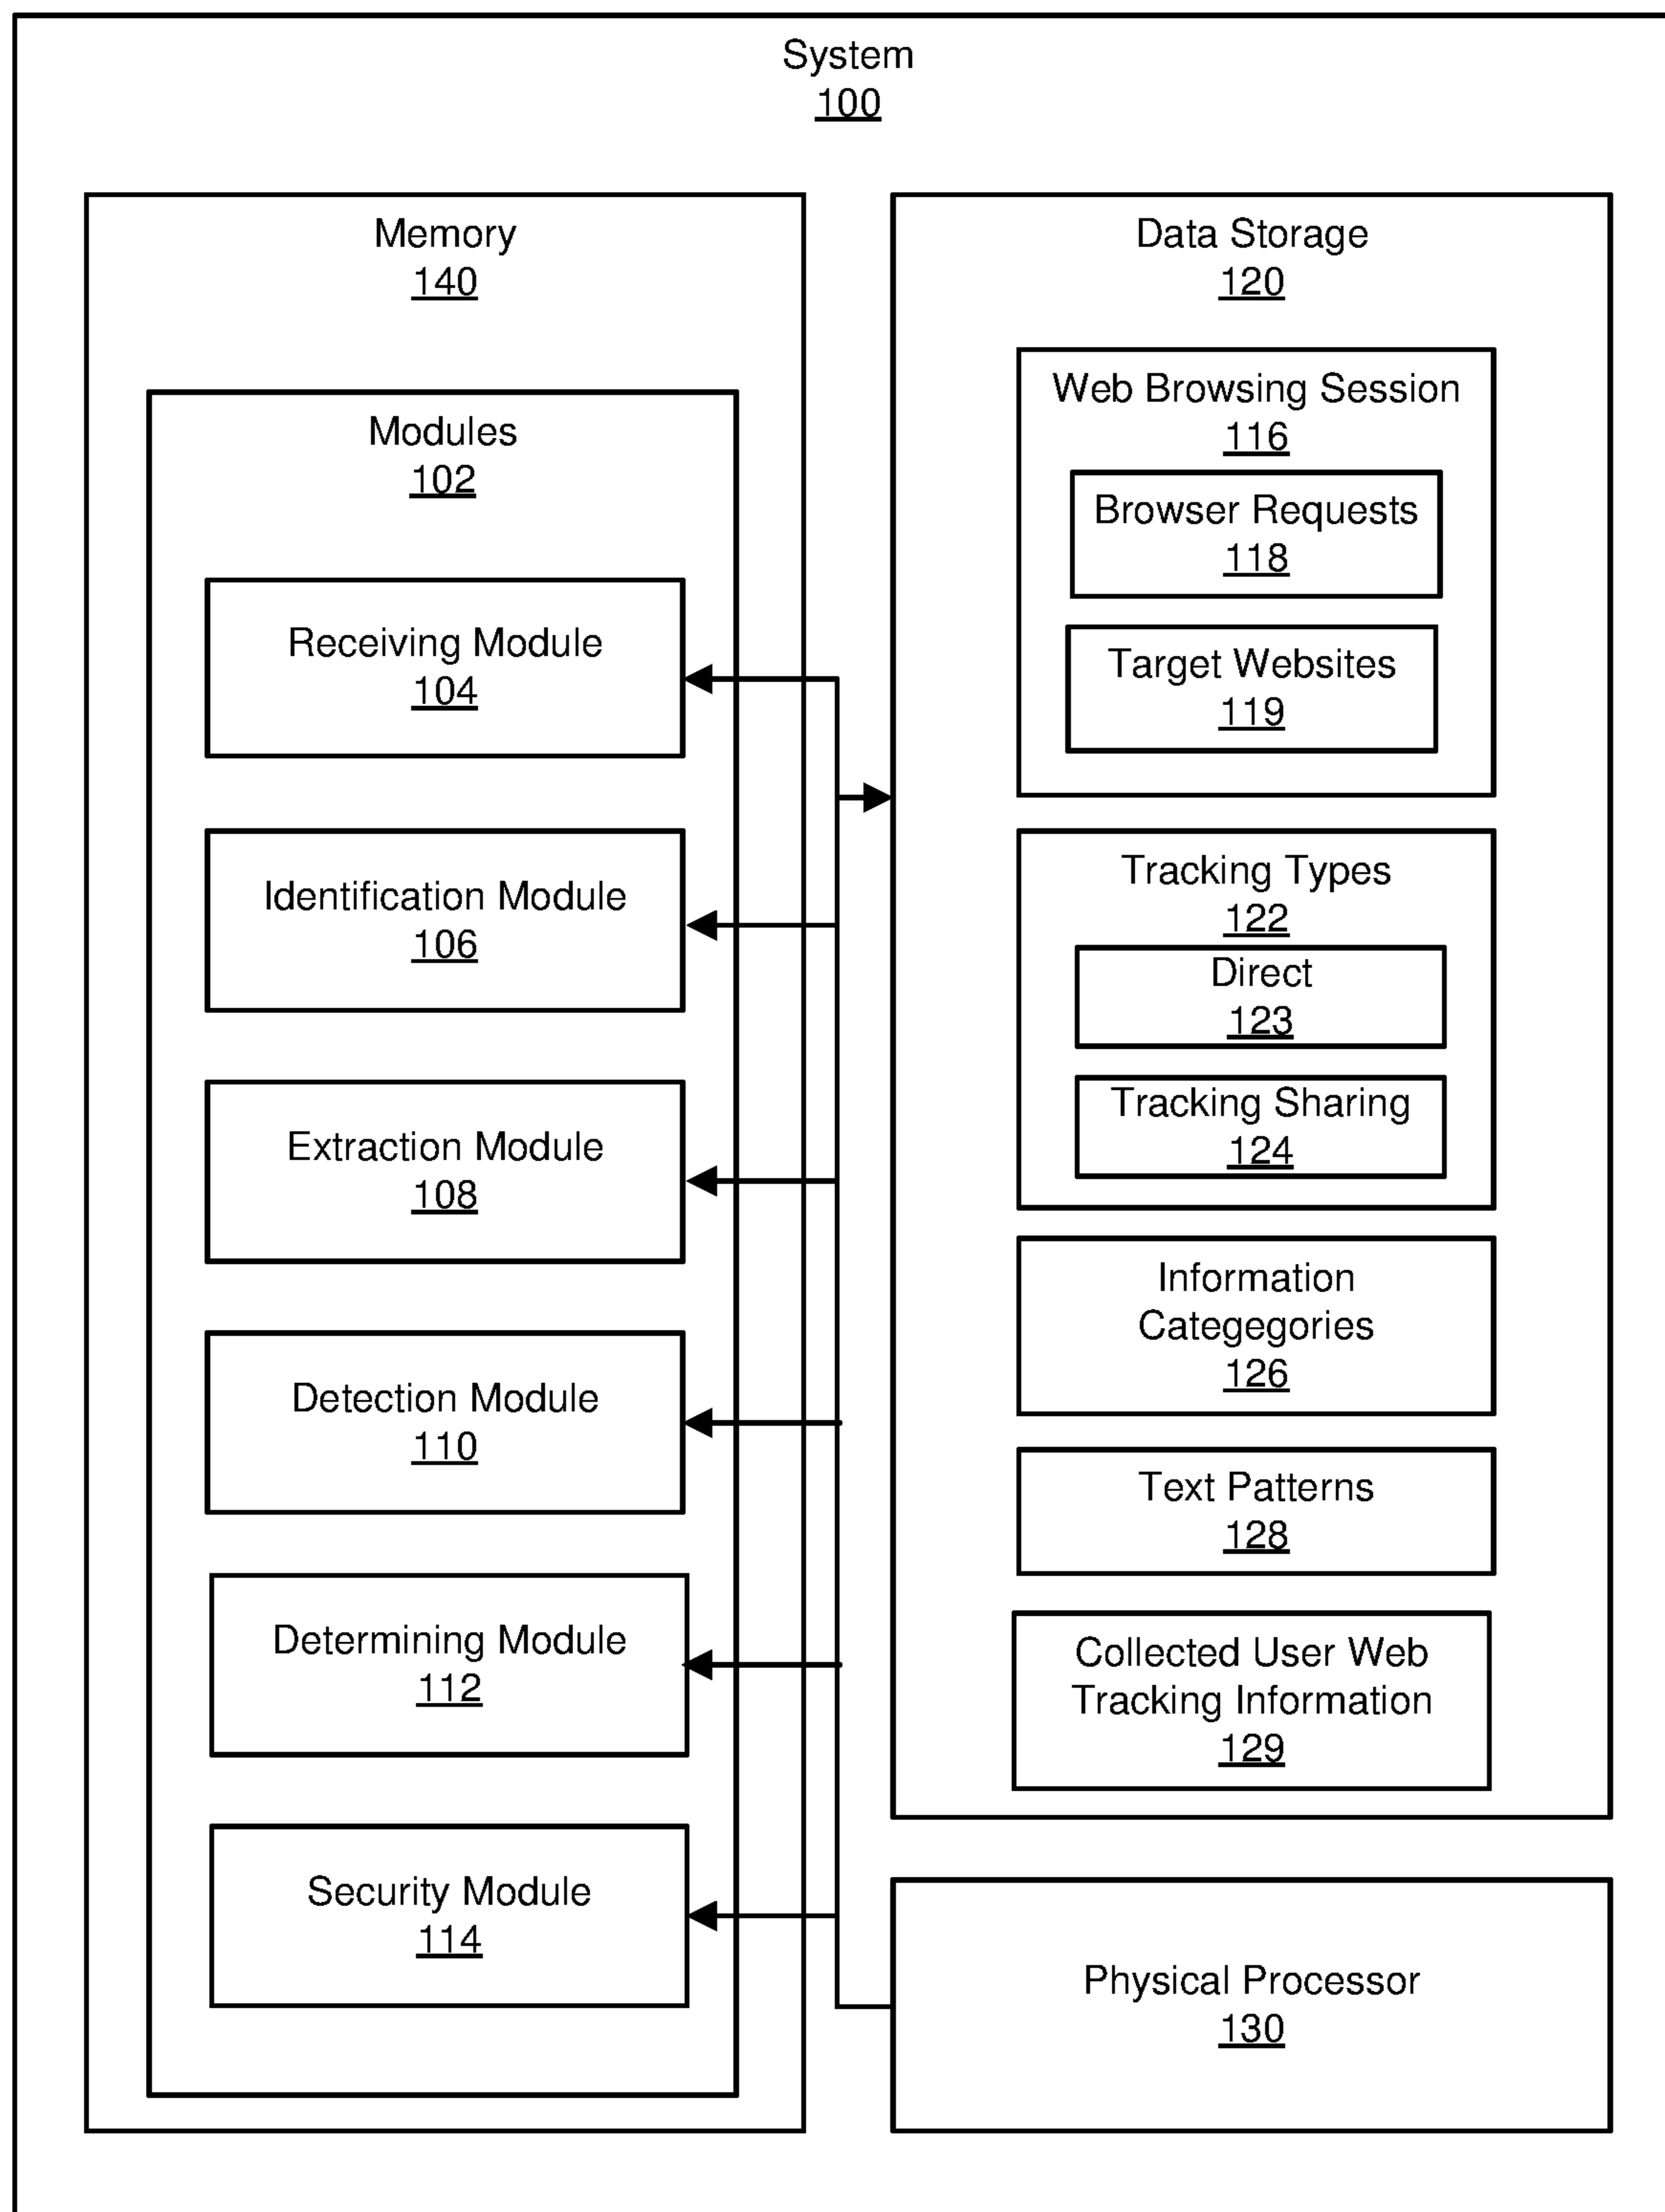 System
100
Memory
140
Modules
102
Receiving Module
104
Identification Module
106
Extraction Module
108
Detection Module
110
Determining Module
112
Security Module
114
Data Storage
120
Web Browsing Session
116
Browser Requests
118
Target Websites
119
Tracking Types
122
Direct
123
Tracking Sharing
124
Information
Categegories
126
Text Patterns
128
Collected User Web
Tracking Information
129
Physical Processor
130